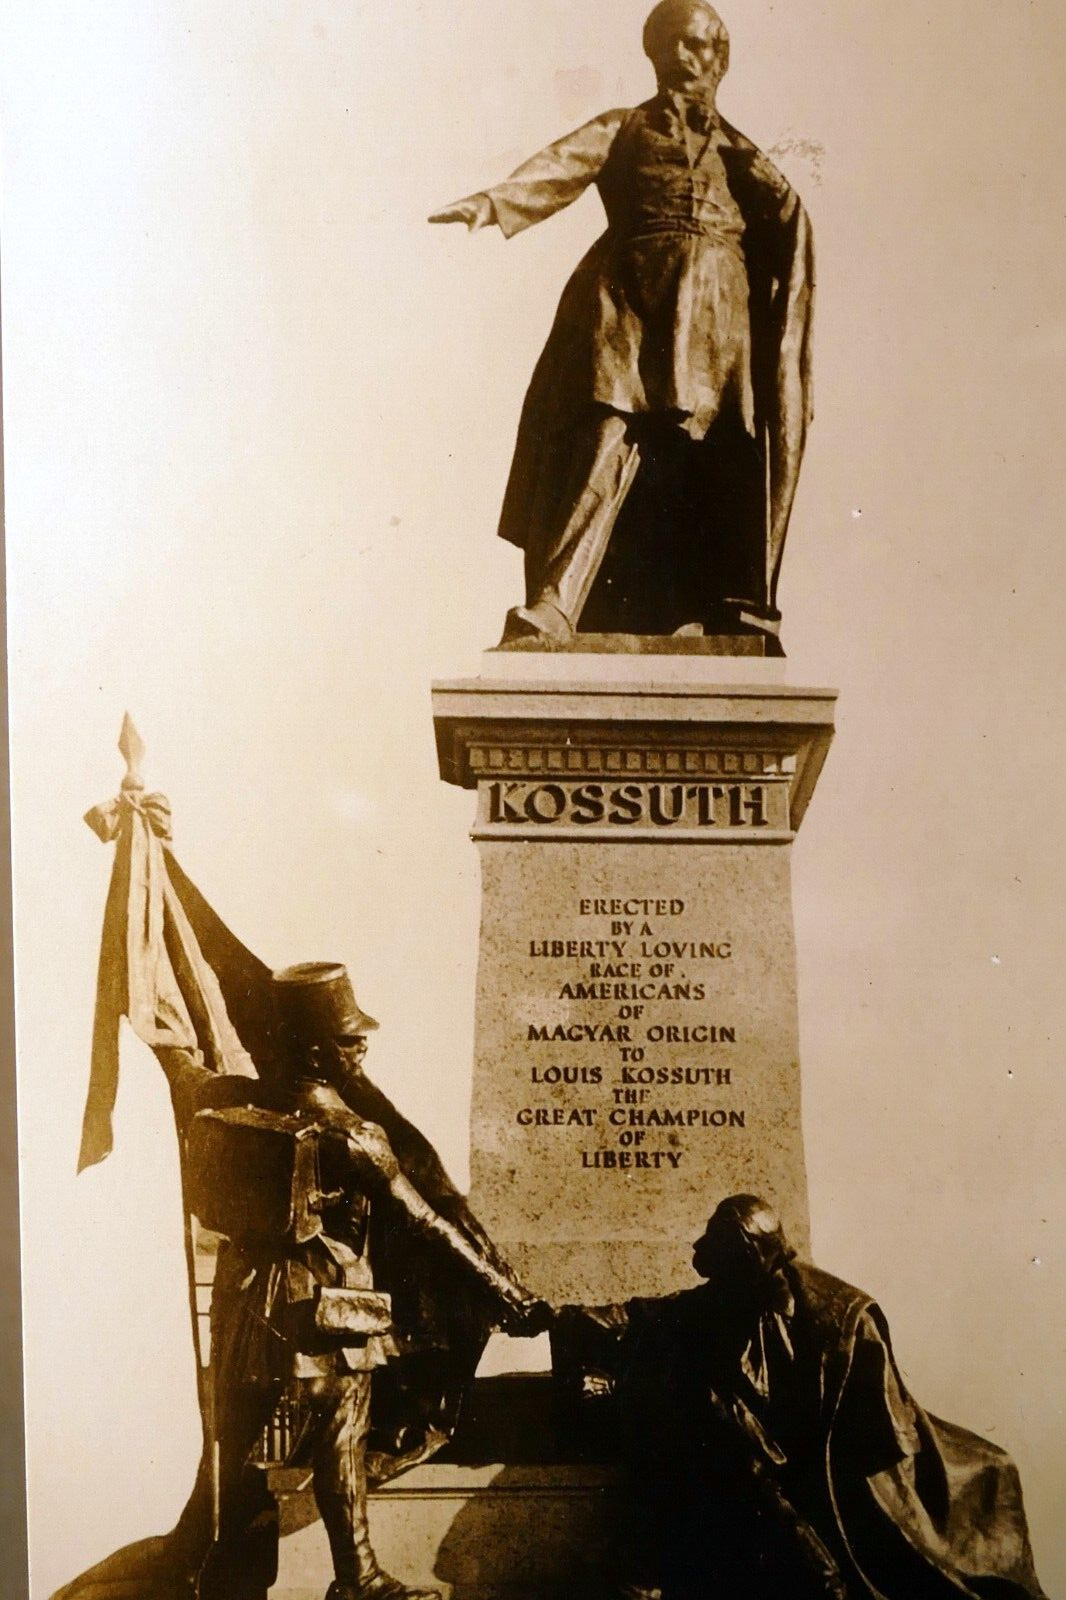 KOSSUTH
ERECTED
BY A
LIBERTY LOVING
RACE OF
AMERICANS
OF
MAGYAR ORIGIN
TO
LOUIS KOSSUTH
THE
GREAT CHAMPION
OF
LIBERTY